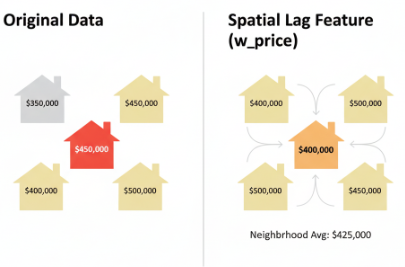 Original Data
$350,000
$450,000
$450,000
$400,000
$500,000
Spatial Lag Feature
(w_price)
$400,000
$500,000
$400,000
$500,000
$450,000
Neighbrhood Avg: $425,000